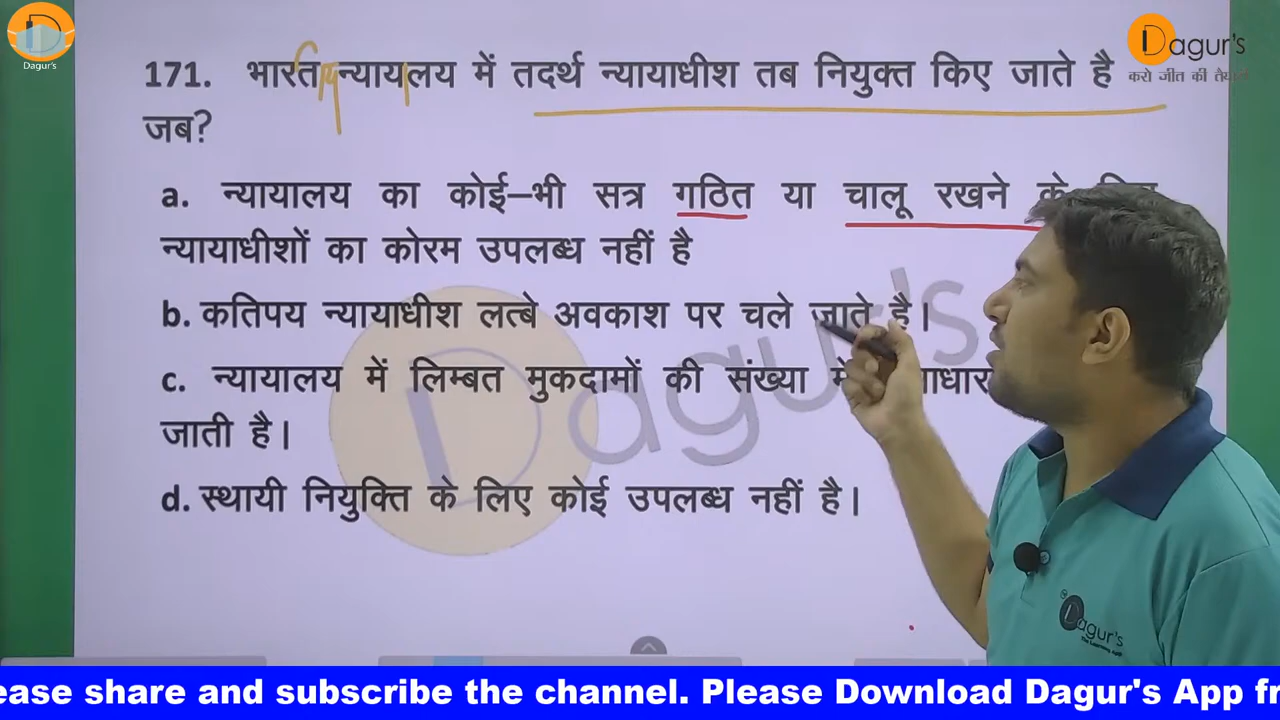 Dagur's
Dagur's
करो जीत की
171. भारत न्यायालय में तदर्थ न्यायाधीश तब नियुक्त किए जाते है
जब?
a. न्यायालय का कोई–भी सत्र गठित या चालू रखने के
न्यायाधीशों का कोरम उपलब्ध नहीं है
b. कतिपय न्यायाधीश लत्बे अवकाश पर चले जाते है।
c. न्यायालय में लिम्बत मुकदामों की संख्या में
जाती है।
d. स्थायी नियुक्ति के लिए कोई उपलब्ध नहीं है।
Dagur's
Dagur's
ease share and subscribe the channel. Please Download Dagur's App fr